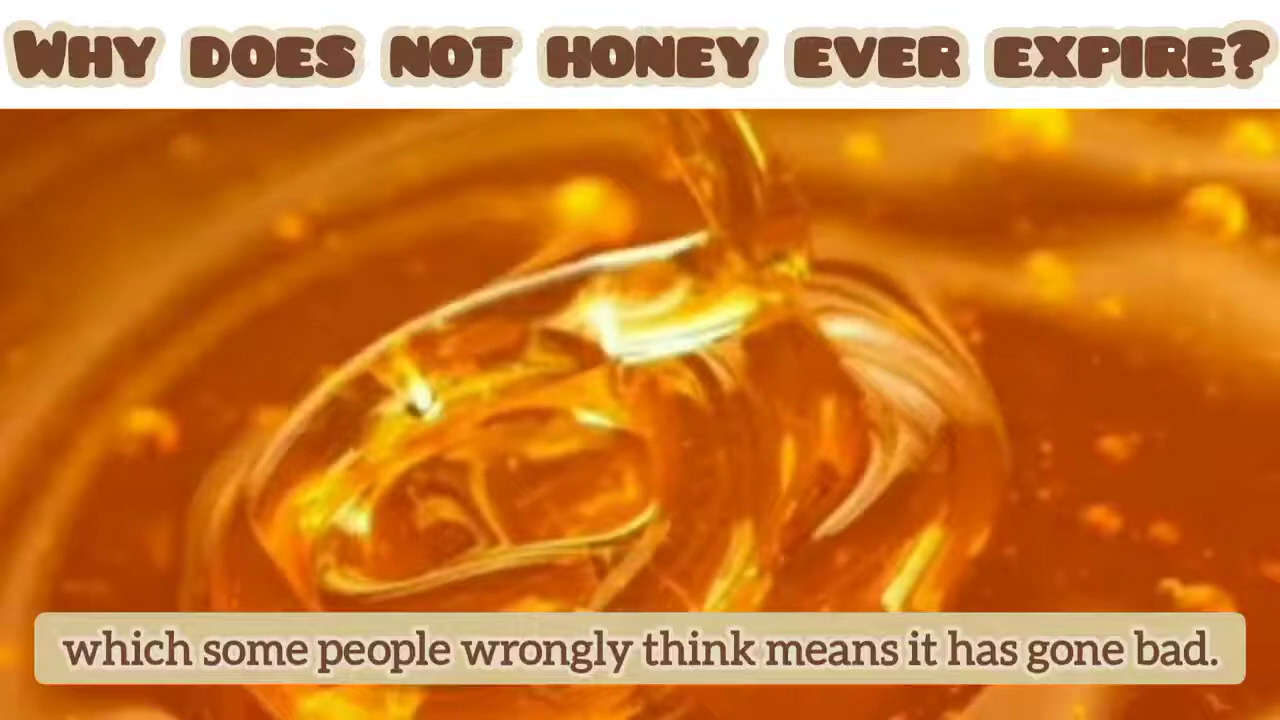 Why does not honey ever expire?
which some people wrongly think means it has gone bad.